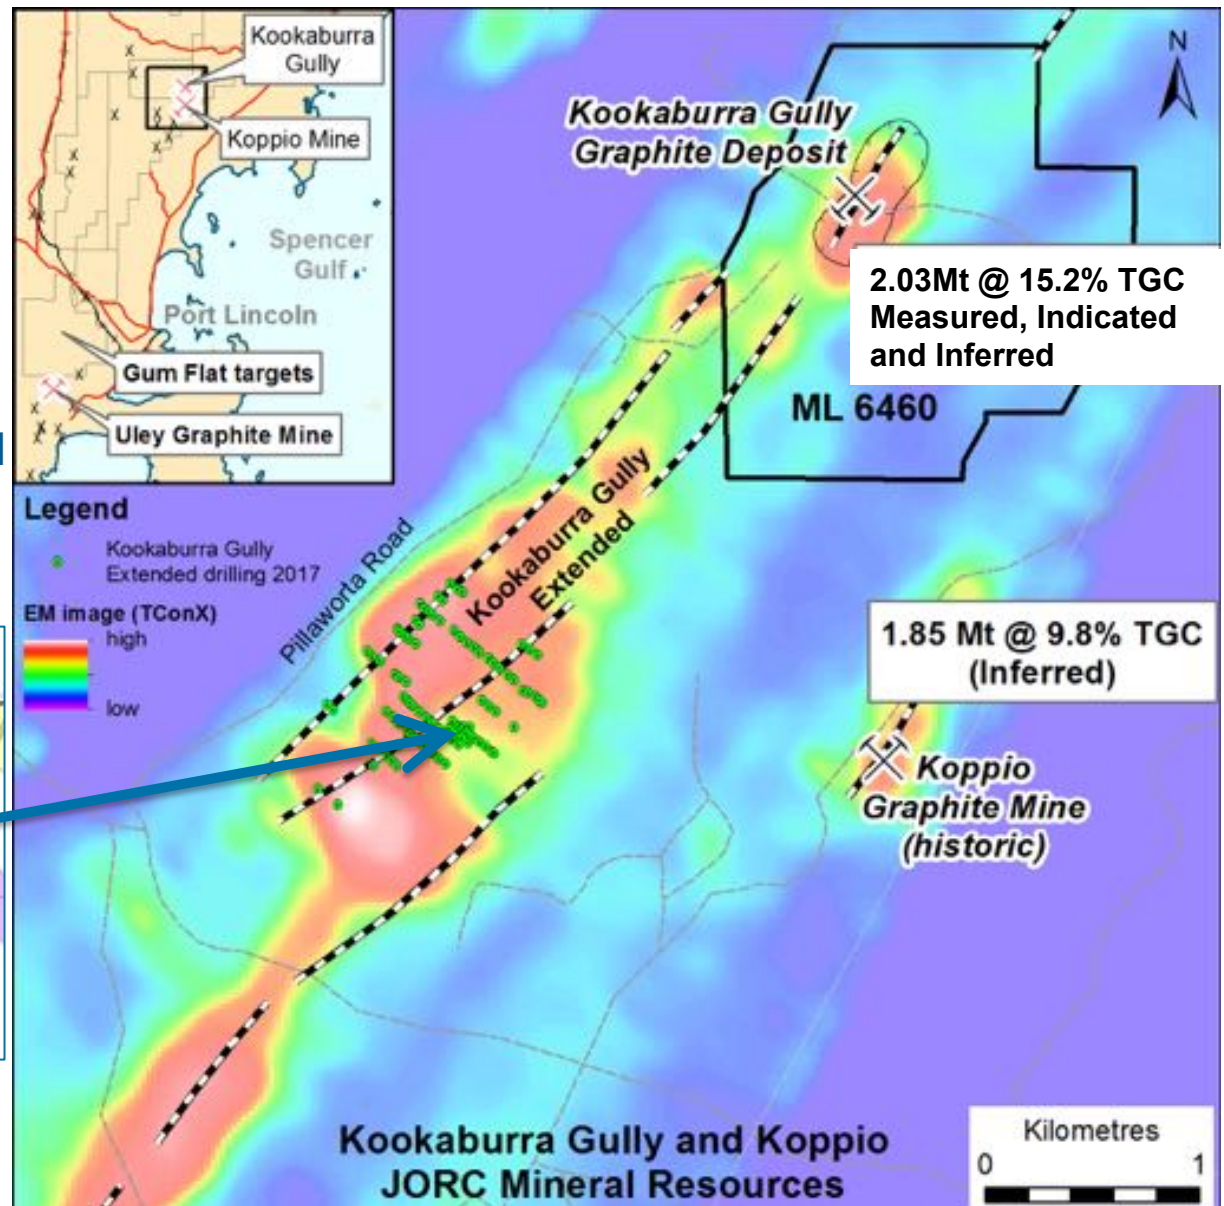 Kookaburra
Gully
Koppio Mine
Spencer
Gulf
Port Lincoln
Gum Flat targets
Uley Graphite Mine
N
Kookaburra Gully
Graphite Deposit
2.03Mt @ 15.2% TGC
Measured, Indicated
and Inferred
ML 6460
Legend
Kookaburra Gully
Extended drilling 2017
EM image (TConX)
high
low
Pillaworta Road
Kookaburra Gully
Extended
1.85 Mt @ 9.8% TGC
(Inferred)
Koppio
Graphite Mine
(historic)
Kookaburra Gully and Koppio
JORC Mineral Resources
Kilometres
0 1